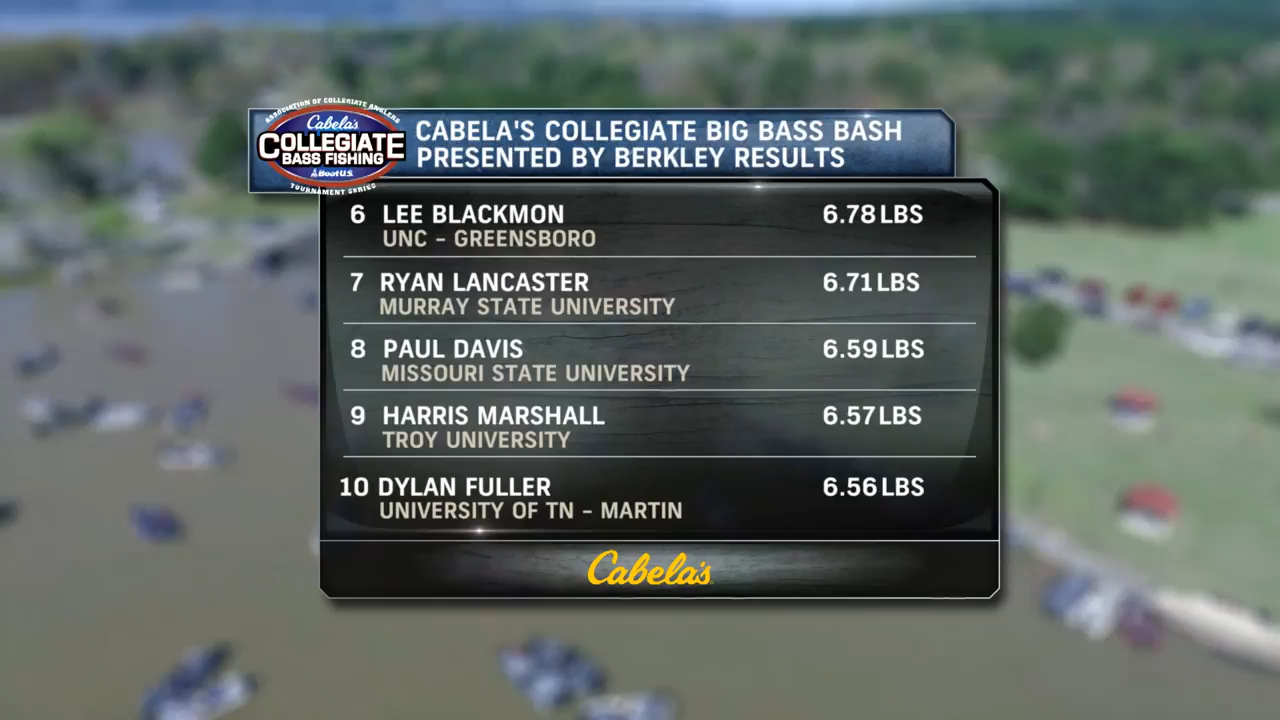 ASSOCIATION OF COLLEGIATE ANGLERS
Cabela's
COLLEGIATE
BASS FISHING
BoatU.S.
TOURNAMENT SERIES
CABELA'S COLLEGIATE BIG BASS BASH
PRESENTED BY BERKLEY RESULTS
6 LEE BLACKMON 6.78 LBS
UNC - GREENSBORO
7 RYAN LANCASTER 6.71 LBS
MURRAY STATE UNIVERSITY
8 PAUL DAVIS 6.59 LBS
MISSOURI STATE UNIVERSITY
9 HARRIS MARSHALL 6.57 LBS
TROY UNIVERSITY
10 DYLAN FULLER 6.56 LBS
UNIVERSITY OF TN - MARTIN
Cabela's